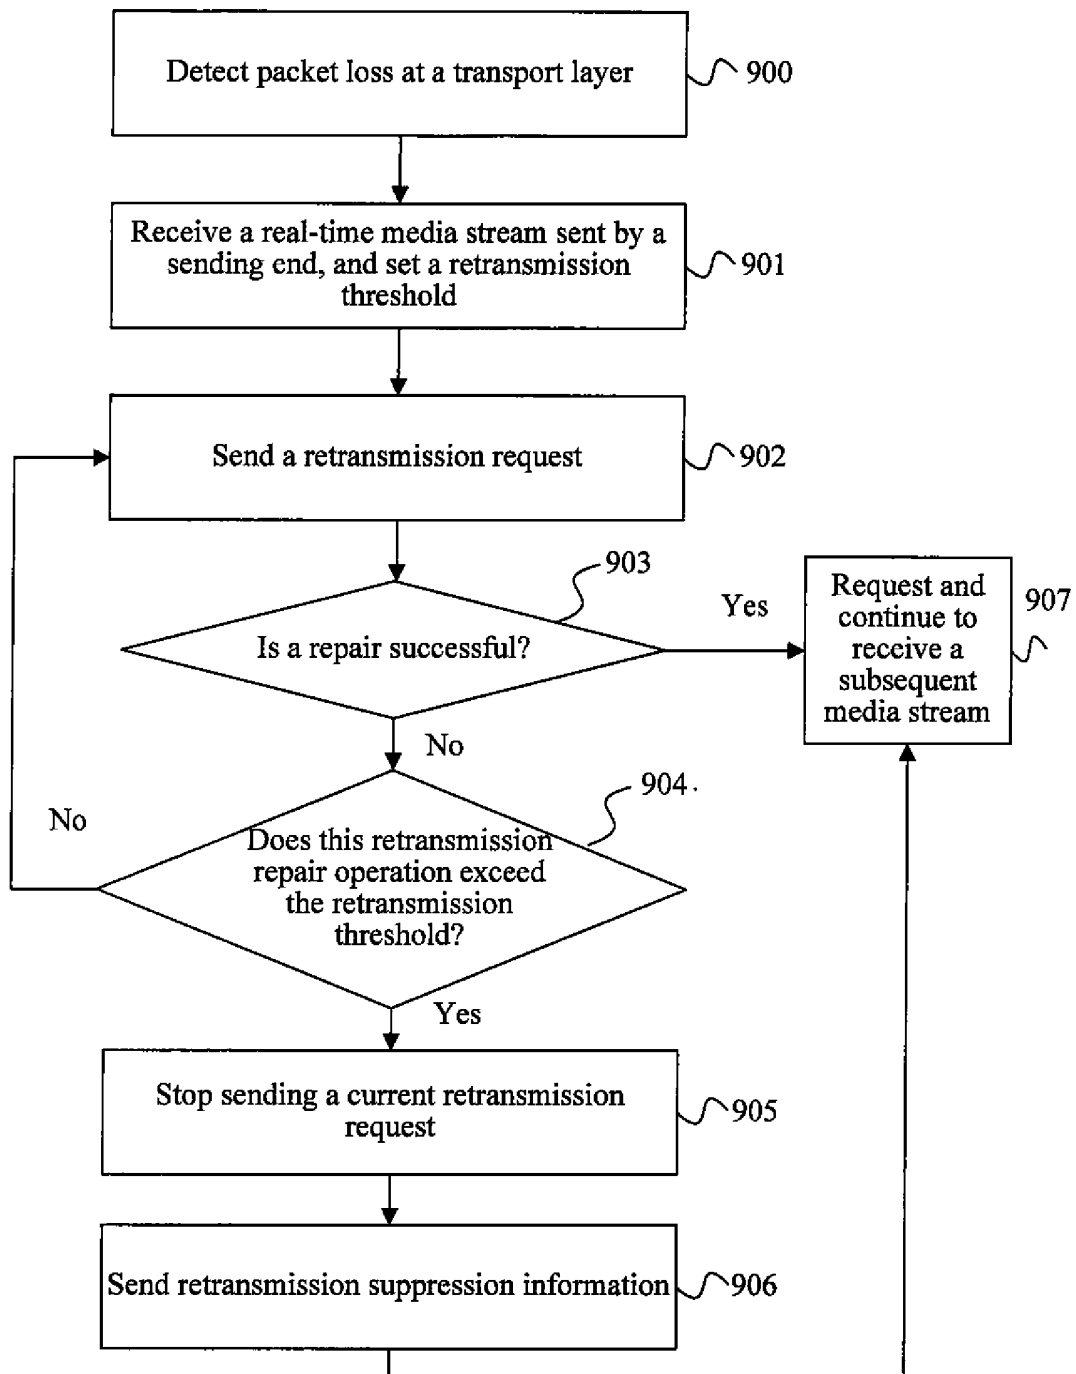 Detect packet loss at a transport layer
900
Receive a real-time media stream sent by a
sending end, and set a retransmission
threshold
901
Send a retransmission request
902
903
Is a repair successful?
Yes
Request and
continue to
receive a
subsequent
media stream
907
No
904.
Does this retransmission
repair operation exceed
the retransmission
threshold?
No
Yes
Stop sending a current retransmission
request
905
Send retransmission suppression information
906